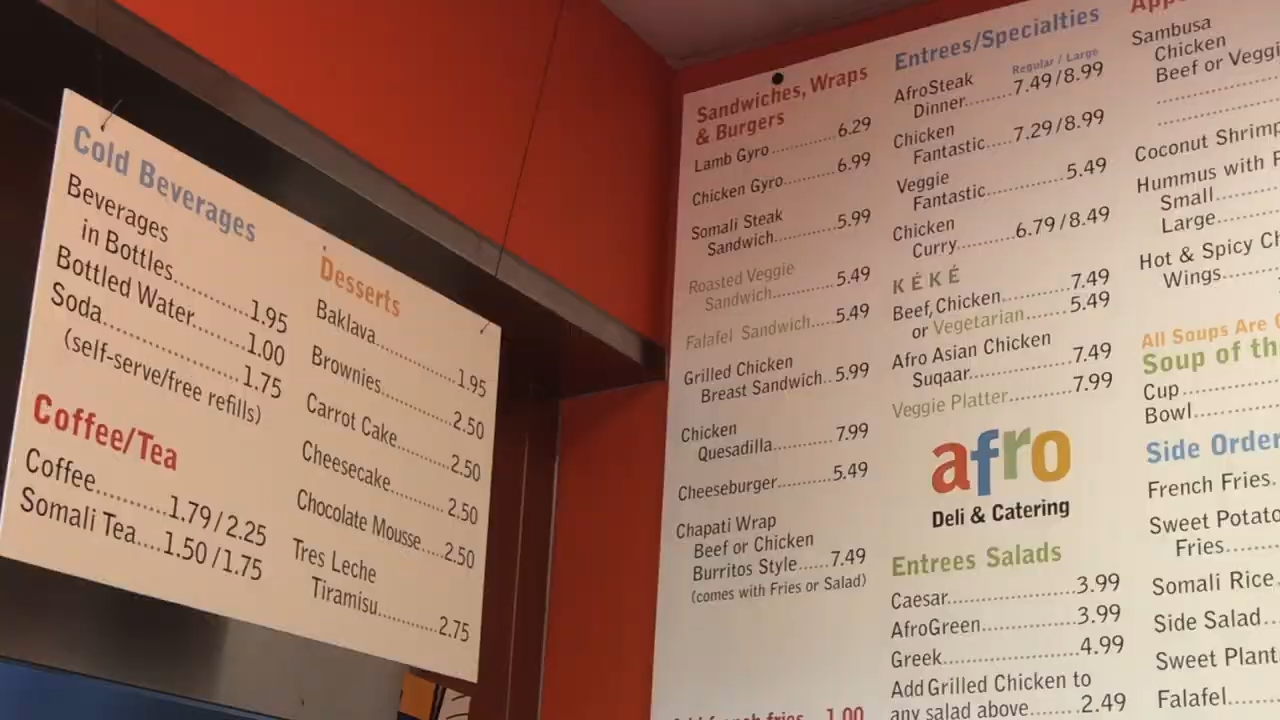 Cold Beverages
Beverages
in Bottles..............1.95
Bottled Water.......1.00
Soda.....................1.75
(self-serve/free refills)
Coffee/Tea
Coffee..........1.79/2.25
Somali Tea....1.50/1.75
Desserts
Baklava................1.95
Brownies..............2.50
Carrot Cake...........2.50
Cheesecake...........2.50
Chocolate Mousse....2.50
Tres Leche
Tiramisu............2.75
Sandwiches, Wraps
& Burgers
Lamb Gyro.............6.29
Chicken Gyro..........6.99
Somali Steak
Sandwich..............5.99
Roasted Veggie
Sandwich..............5.49
Falafel Sandwich.....5.49
Grilled Chicken
Breast Sandwich..5.99
Chicken
Quesadilla...........7.99
Cheeseburger...........5.49
Chapati Wrap
Beef or Chicken
Burritos Style......7.49
(comes with Fries or Salad)
1.00
Entrees/Specialties
Regular / Large
AfroSteak
Dinner........7.49/8.99
Chicken
Fantastic...7.29/8.99
Veggie
Fantastic..............5.49
Chicken
Curry..........6.79/8.49
KÉKÉ
Beef, Chicken............7.49
or Vegetarian.......5.49
Afro Asian Chicken
Suqaar.................7.49
Veggie Platter...........7.99
afro
Deli & Catering
Entrees Salads
Caesar.....................3.99
AfroGreen................3.99
Greek......................4.99
Add Grilled Chicken to
any salad above.......2.49
Sambusa
Chicken
Beef or Veggi
Coconut Shrimp
Hummus with
Small
Large
Hot & Spicy
Wings
All Soups Are
Soup of
Cup
Bowl
Side Order
French Fries.
Sweet Potato
Fries
Somali Rice
Side Salad
Sweet Plant
Falafel